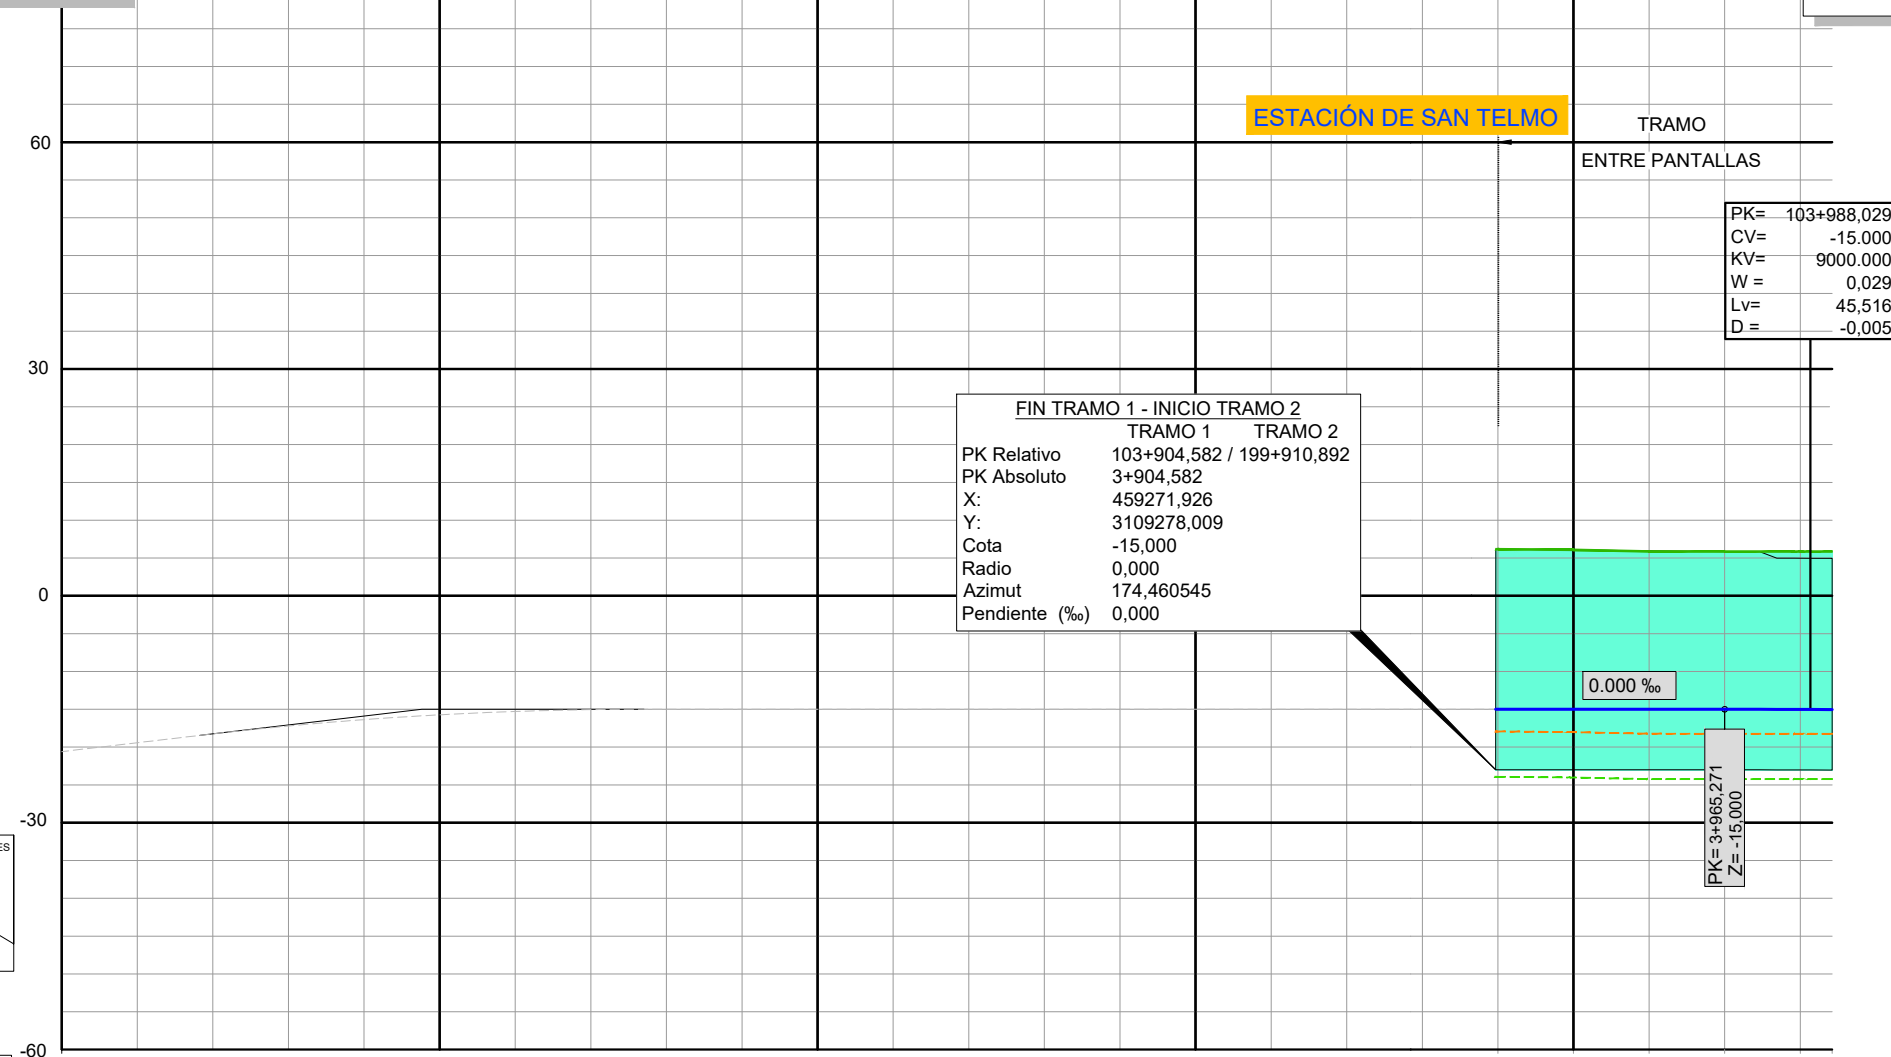 ESTACIÓN DE SAN TELMO
TRAMO
ENTRE PANTALLAS
60
30
0
-30
-60
PK= 103+988,029
CV= -15.000
KV= 9000.000
W = 0,029
Lv= 45,516
D = -0,005
FIN TRAMO 1 - INICIO TRAMO 2
TRAMO 1 TRAMO 2
PK Relativo 103+904,582 / 199+910,892
PK Absoluto 3+904,582
X: 459271,926
Y: 3109278,009
Cota -15,000
Radio 0,000
Azimut 174,460545
Pendiente (‰) 0,000
0.000 ‰
PK= 3+965,271
Z= -15,000
ES